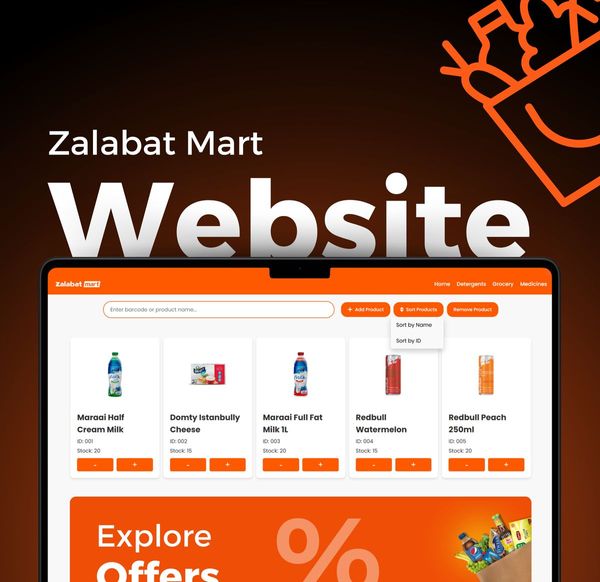 Zalabat Mart
Website
zalabat mart
Home Detergents Grocery Medicines
Enter barcode or product name...
+ Add Product
Sort Products
Remove Product
Sort by Name
Sort by ID
Maraai Half
Cream Milk
ID: 001
Stock: 20
- +
Domty Istanbully
Cheese
ID: 002
Stock: 15
- +
Maraai Full Fat
Milk 1L
ID: 003
Stock: 20
- +
Redbull
Watermelon
ID: 004
Stock: 15
- +
Redbull Peach
250ml
ID: 005
Stock: 20
- +
Explore
Offers
%